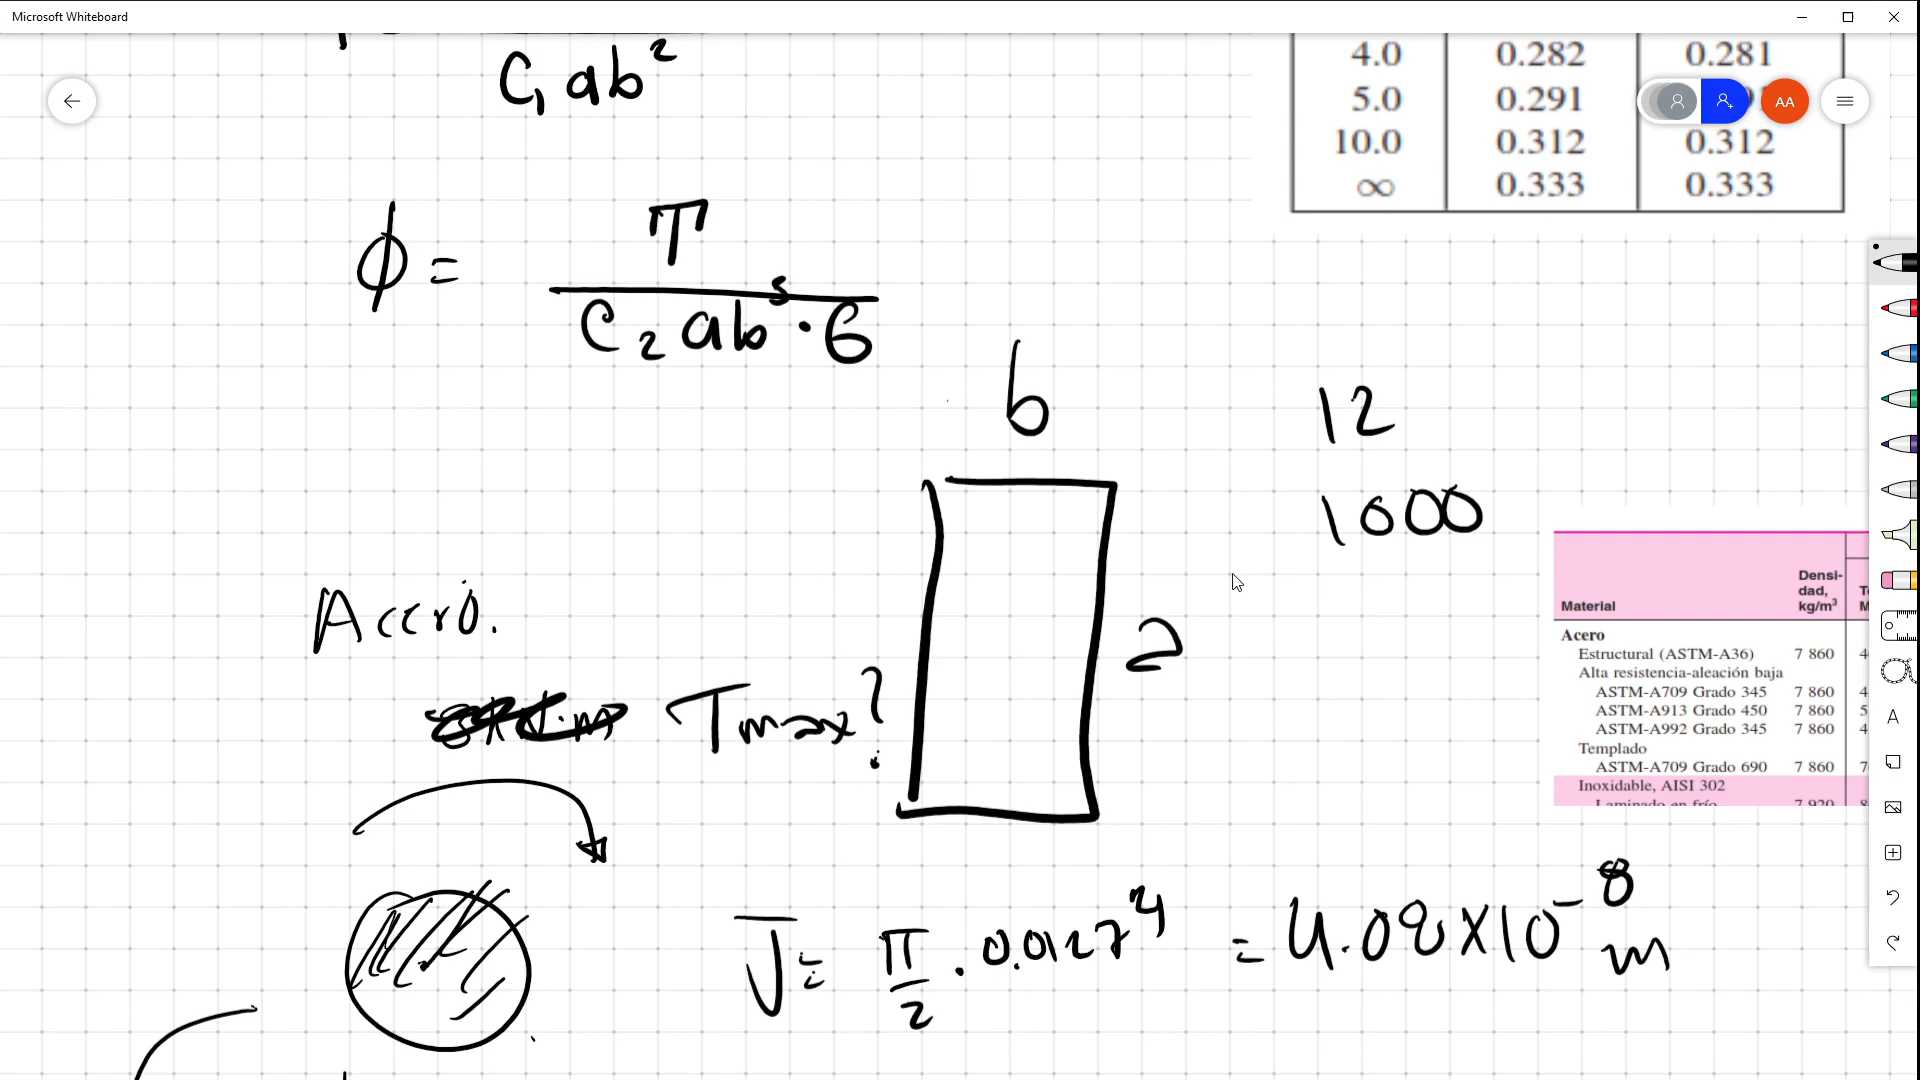 Microsoft Whiteboard
C₁ab²
4.0 0.282 0.281
5.0 0.291
10.0 0.312 0.312
∞ 0.333 0.333
AA
T
ϕ =
C₂ab³·G
b
12
1000
a
Acero.
Tmax?
Material Densi-
dad,
kg/m³
Acero
Estructural (ASTM-A36) 7 860
Alta resistencia-aleación baja
ASTM-A709 Grado 345 7 860
ASTM-A913 Grado 450 7 860
ASTM-A992 Grado 345 7 860
Templado
ASTM-A709 Grado 690 7 860
Inoxidable, AISI 302
J = π/2 · 0.0127⁴ = 4.08x10⁻⁸ m